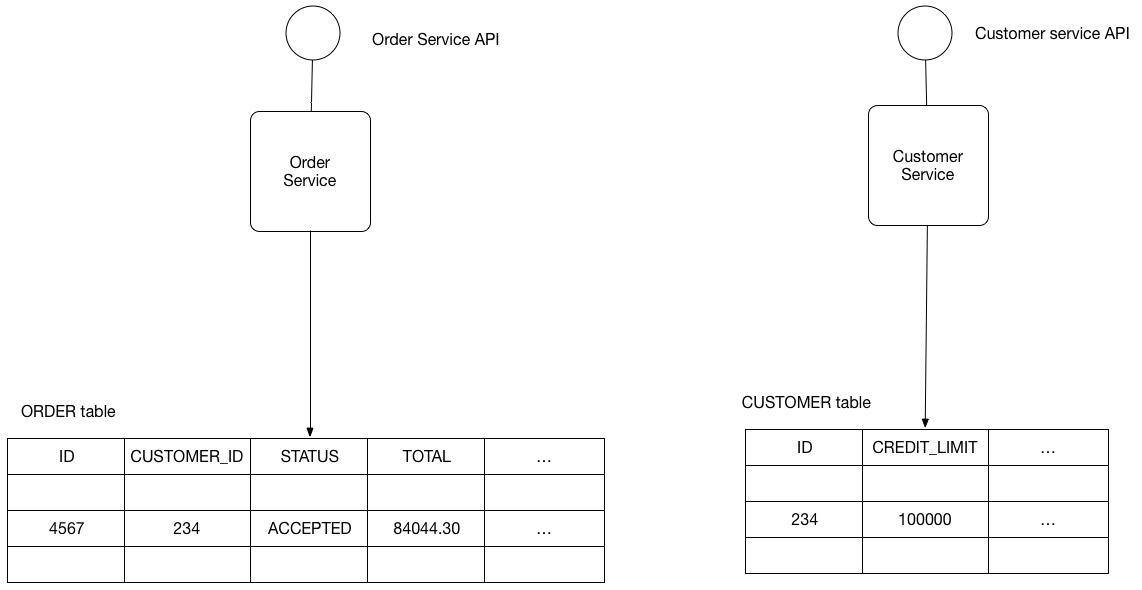 Order Service API
Customer service API
Order
Service
Customer
Service
ORDER table
ID CUSTOMER_ID STATUS TOTAL ...
4567 234 ACCEPTED 84044.30 ...
CUSTOMER table
ID CREDIT_LIMIT ...
234 100000 ...